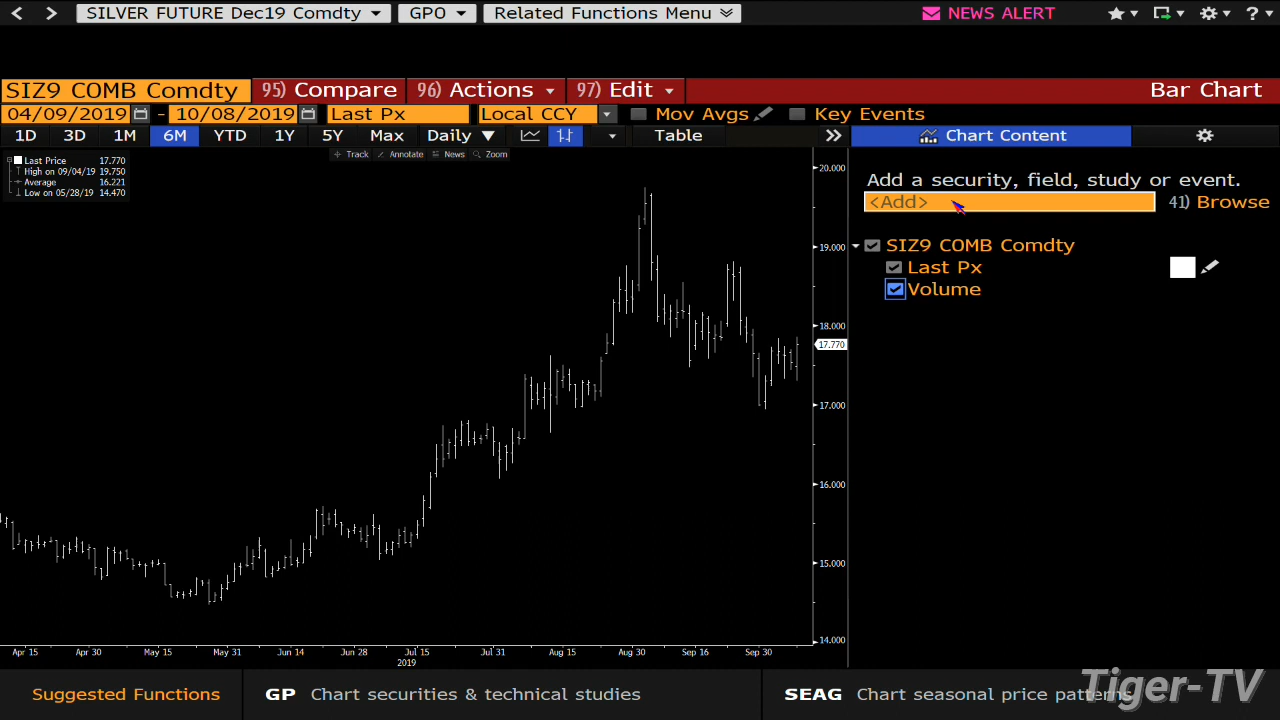 SILVER FUTURE Dec19 Comdty GPO Related Functions Menu NEWS ALERT ?
SIZ9 COMB Comdty 95) Compare 96) Actions 97) Edit Bar Chart
04/09/2019 - 10/08/2019 Last Px Local CCY Mov Avgs Key Events
1D 3D 1M 6M YTD 1Y 5Y Max Daily Table Chart Content
Track Annotate News Zoom
Last Price 17.770
High on 09/04/19 19.750
Average 16.221
Low on 05/28/19 14.470
Add a security, field, study or event.
<Add> 41) Browse
SIZ9 COMB Comdty
Last Px
Volume
20.000
19.000
18.000
17.770
17.000
16.000
15.000
14.000
Apr 15 Apr 30 May 15 May 31 Jun 14 Jun 28 Jul 15 Jul 31 Aug 15 Aug 30 Sep 16 Sep 30
2019
Suggested Functions GP Chart securities & technical studies SEAG Chart seasonal price patterns
Tiger-TV